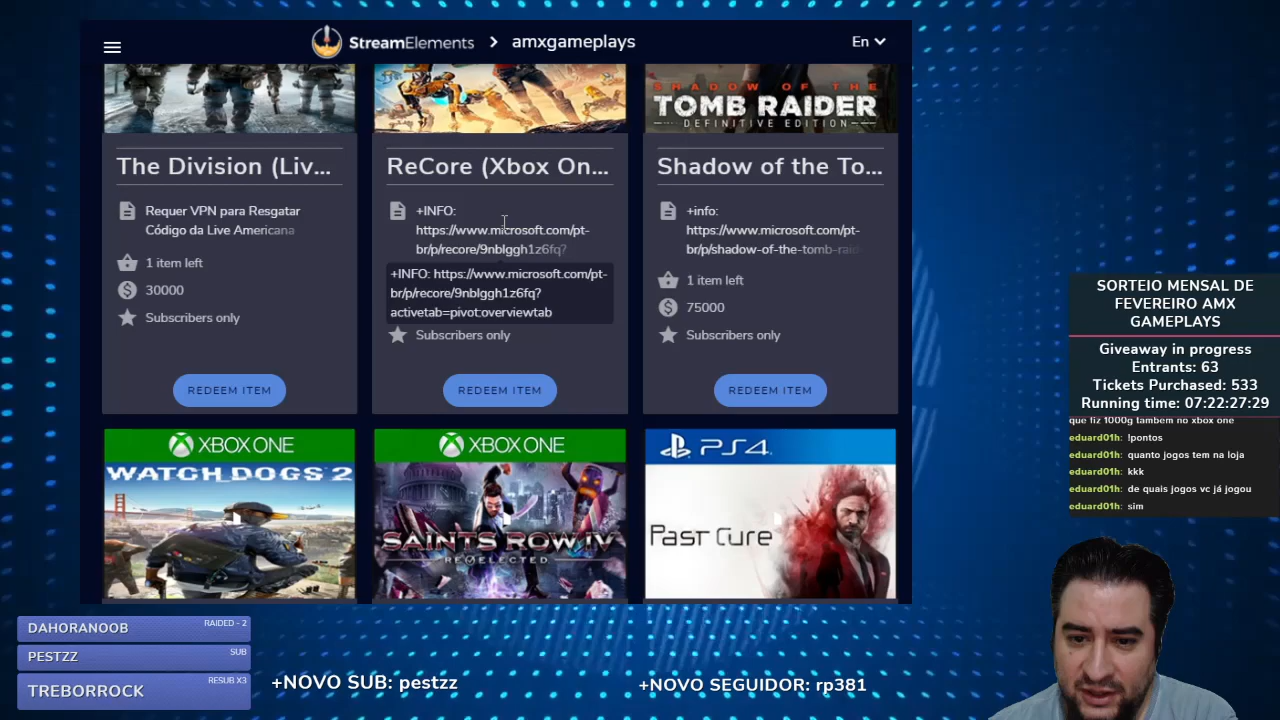 StreamElements > amxgameplays
En
SHADOW OF THE
TOMB RAIDER
DEFINITIVE EDITION
The Division (Liv...
ReCore (Xbox On...
Shadow of the To...
Requer VPN para Resgatar
Código da Live Americana
1 item left
30000
Subscribers only
REDEEM ITEM
+INFO:
https://www.microsoft.com/pt-
br/p/recore/9nblggh1z6fq?
+INFO: https://www.microsoft.com/pt-
br/p/recore/9nblggh1z6fq?
activetab=pivot:overviewtab
Subscribers only
REDEEM ITEM
+info:
https://www.microsoft.com/pt-
br/p/shadow-of-the-tomb-raid
1 item left
75000
Subscribers only
REDEEM ITEM
XBOX ONE
WATCH DOGS 2
XBOX ONE
SAINTS ROW IV
RE-ELECTED
PS4
PAST CURE
SORTEIO MENSAL DE
FEVEREIRO AMX
GAMEPLAYS
Giveaway in progress
Entrants: 63
Tickets Purchased: 533
Running time: 07:22:27:29
que fiz 1000g tambem no xbox one
eduard01h: !pontos
eduard01h: quanto jogos tem na loja
eduard01h: kkk
eduard01h: de quais jogos vc já jogou
eduard01h: sim
DAHORANOOB
RAIDED - 2
PESTZZ
SUB
TREBORROCK
RESUB X3
+NOVO SUB: pestzz
+NOVO SEGUIDOR: rp381